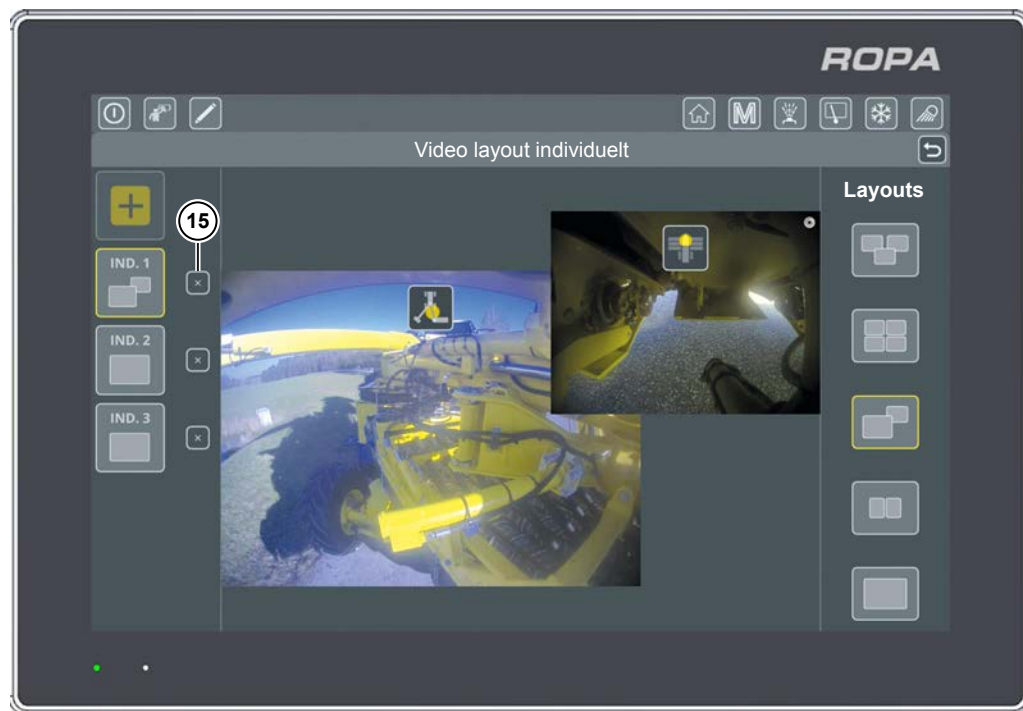 ROPA
M
Video layout individuelt
Layouts
15
IND. 1
IND. 2
IND. 3